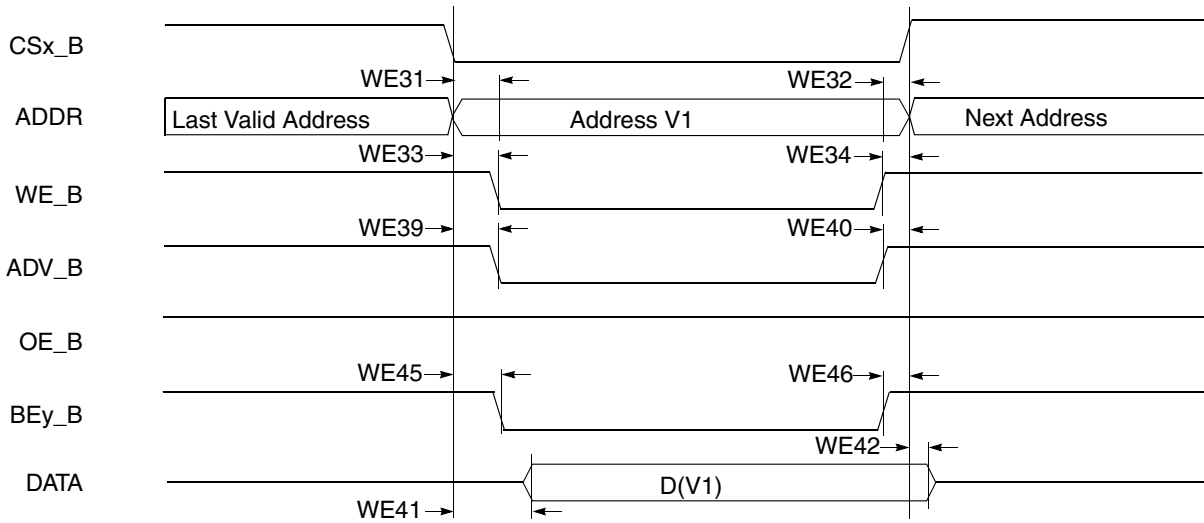 CSx_B
WE31
WE32
ADDR
Last Valid Address
Address V1
Next Address
WE33
WE34
WE_B
WE39
WE40
ADV_B
OE_B
WE45
WE46
BEy_B
WE42
DATA
D(V1)
WE41